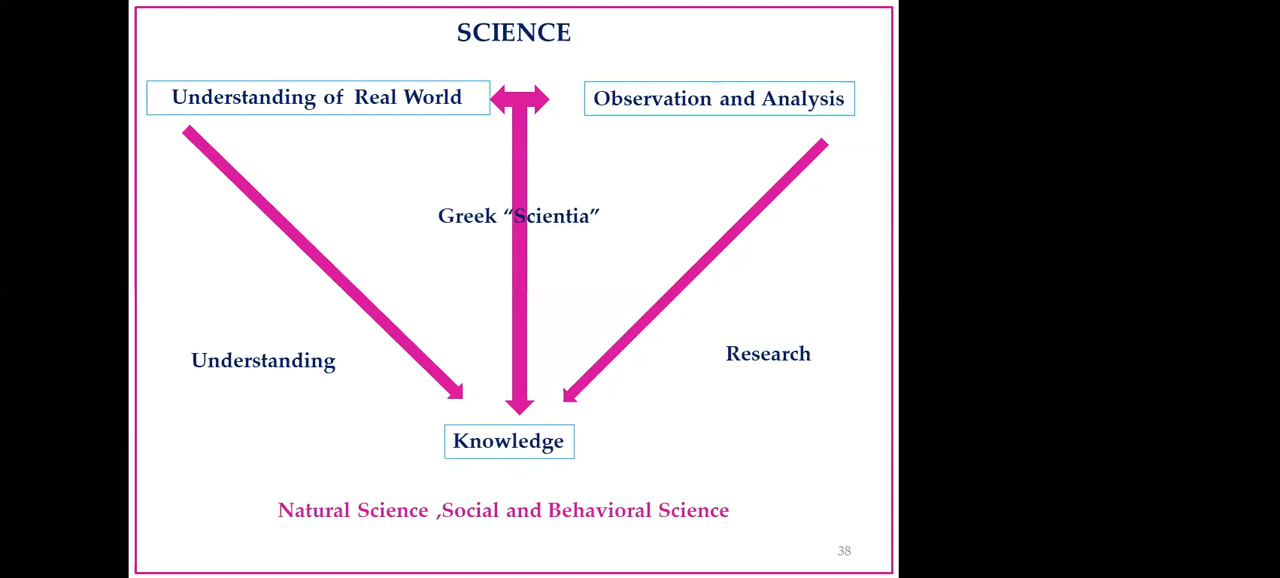 SCIENCE
Understanding of Real World
Observation and Analysis
Greek “Scientia”
Understanding
Research
Knowledge
Natural Science ,Social and Behavioral Science
38